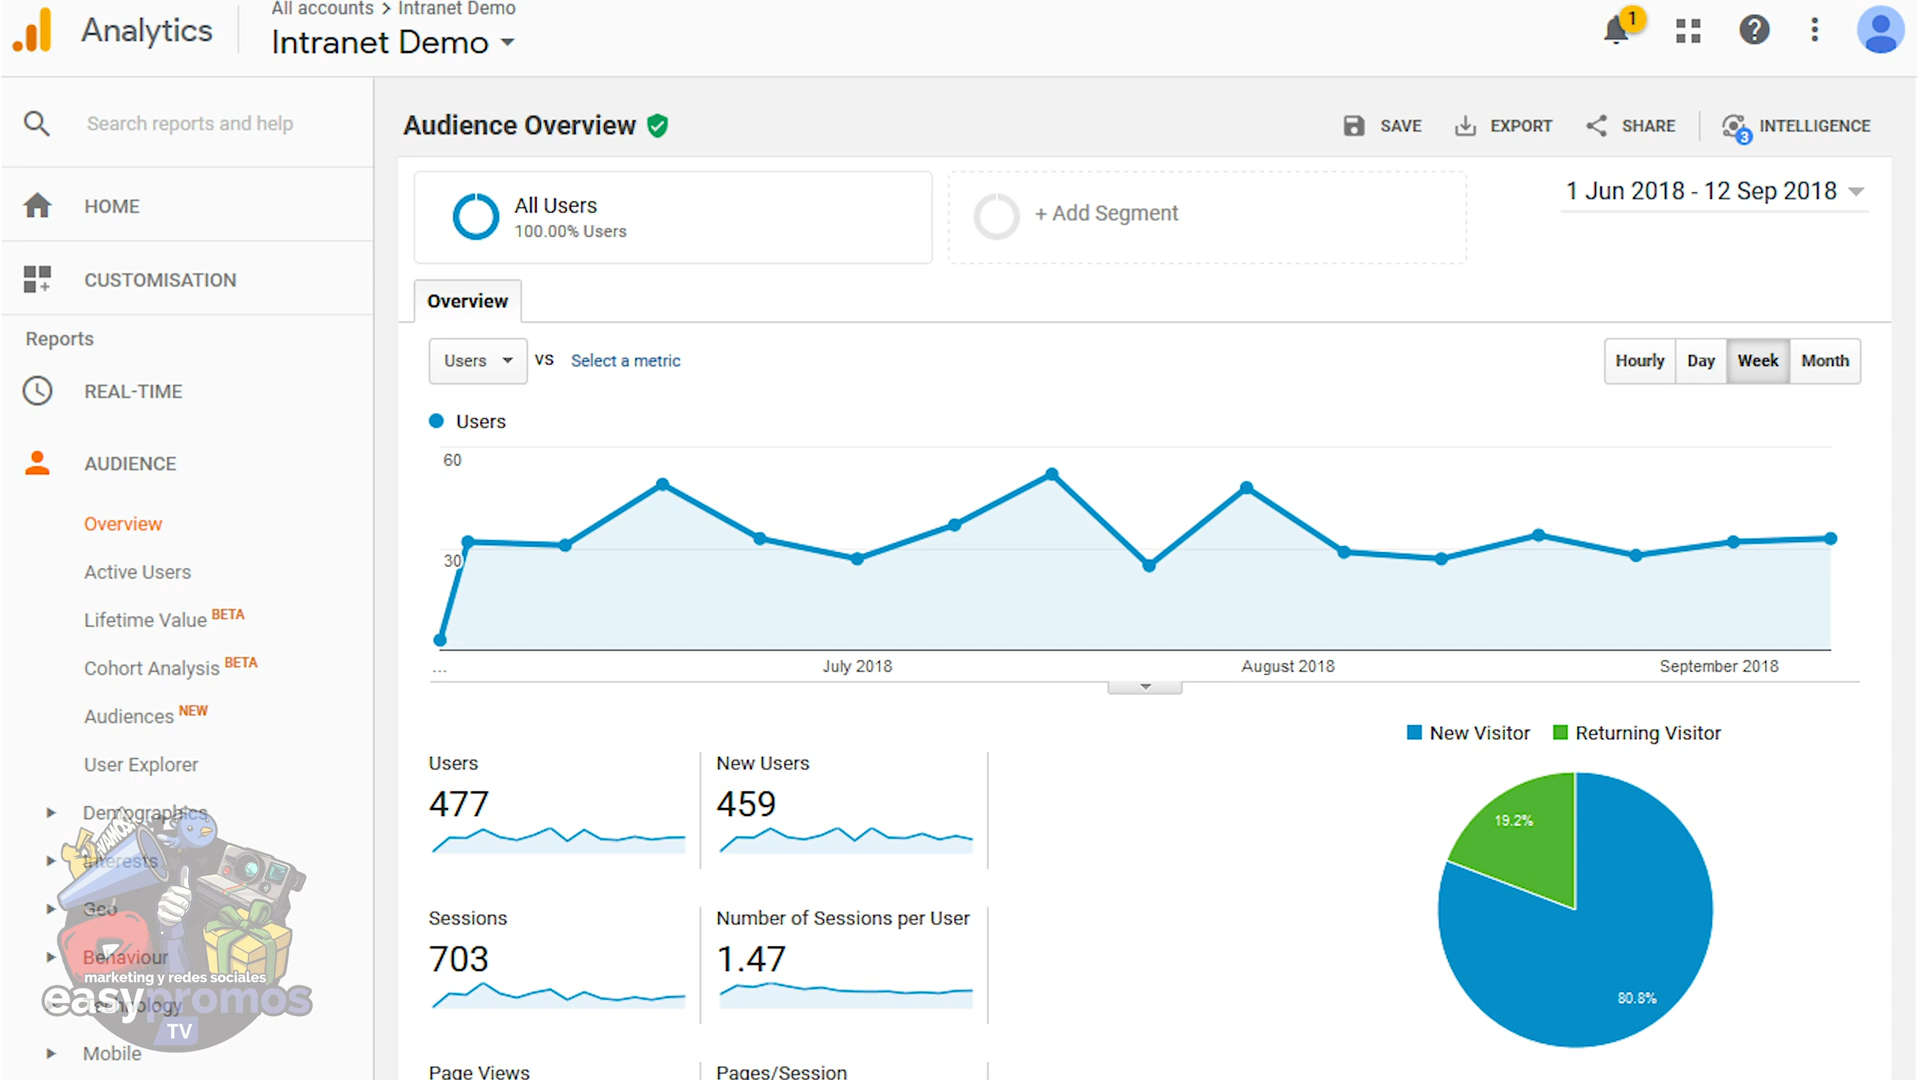 Analytics
All accounts > Intranet Demo
Intranet Demo
1
Search reports and help
HOME
CUSTOMISATION
Reports
REAL-TIME
AUDIENCE
Overview
Active Users
Lifetime Value BETA
Cohort Analysis BETA
Audiences NEW
User Explorer
Demographics
Interests
Geo
Behaviour
Technology
Mobile
¡VAMOS!
marketing y redes sociales
easypromos
TV
Audience Overview
SAVE
EXPORT
SHARE
3
INTELLIGENCE
All Users
100.00% Users
+ Add Segment
1 Jun 2018 - 12 Sep 2018
Overview
Users
VS
Select a metric
Hourly
Day
Week
Month
Users
60
30
...
July 2018
August 2018
September 2018
Users
477
New Users
459
Sessions
703
Number of Sessions per User
1.47
Page Views
Pages/Session
New Visitor
Returning Visitor
19.2%
80.8%